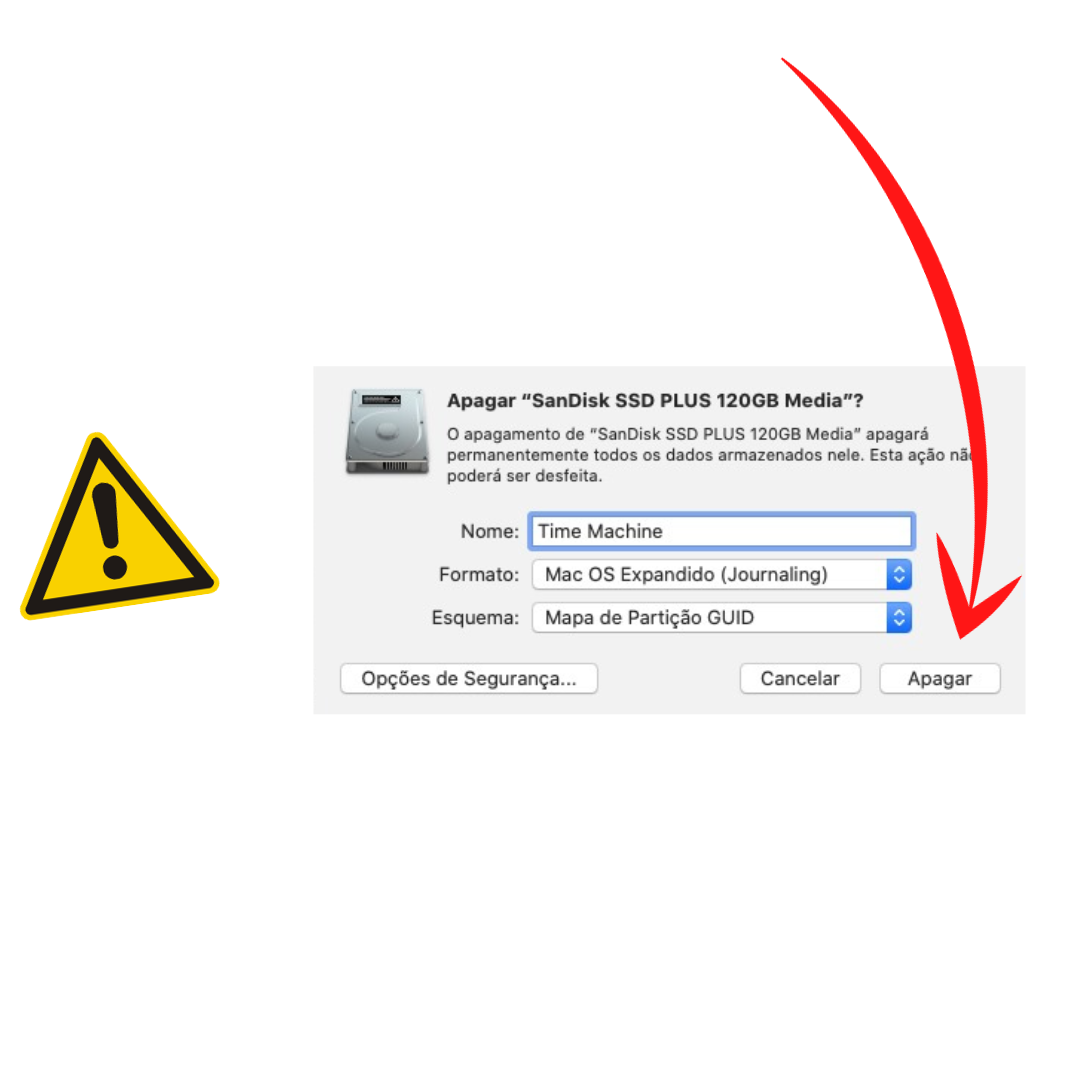 Apagar “SanDisk SSD PLUS 120GB Media”?
O apagamento de “SanDisk SSD PLUS 120GB Media” apagará
permanentemente todos os dados armazenados nele. Esta ação não
poderá ser desfeita.
Nome: Time Machine
Formato: Mac OS Expandido (Journaling)
Esquema: Mapa de Partição GUID
Opções de Segurança... Cancelar Apagar